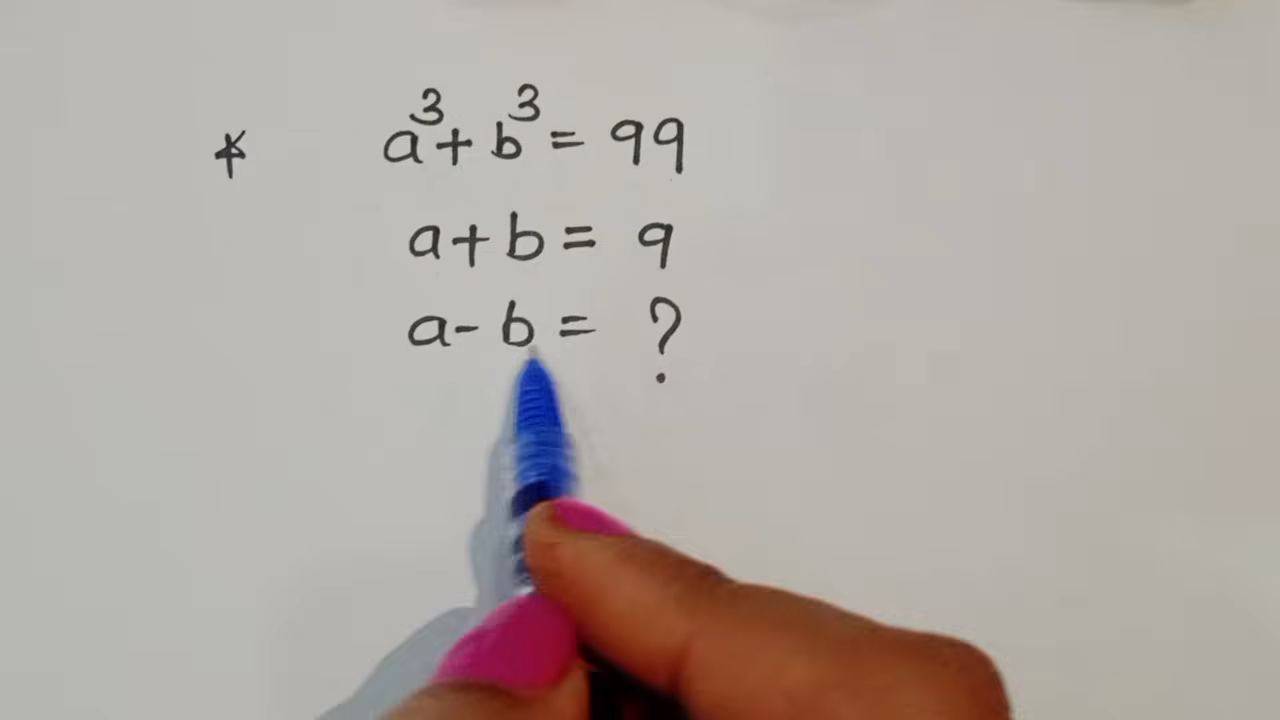 * a³ + b³ = 99
a + b = 9
a - b = ?